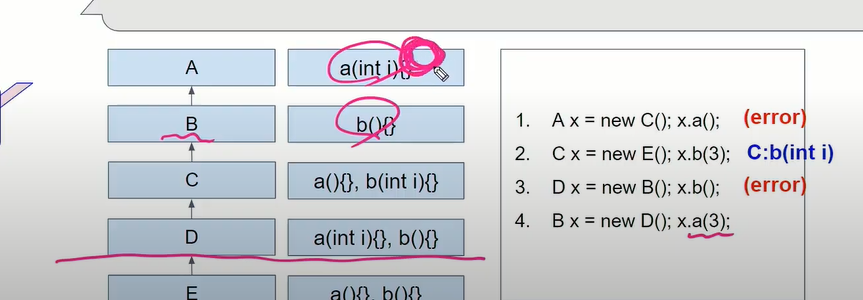 A
a(int i){}
B
b(){}
C
a(){}, b(int i){}
D
a(int i){}, b(){}
E
a(){}, b(){}
1. A x = new C(); x.a(); (error)
2. C x = new E(); x.b(3); C:b(int i)
3. D x = new B(); x.b(); (error)
4. B x = new D(); x.a(3);